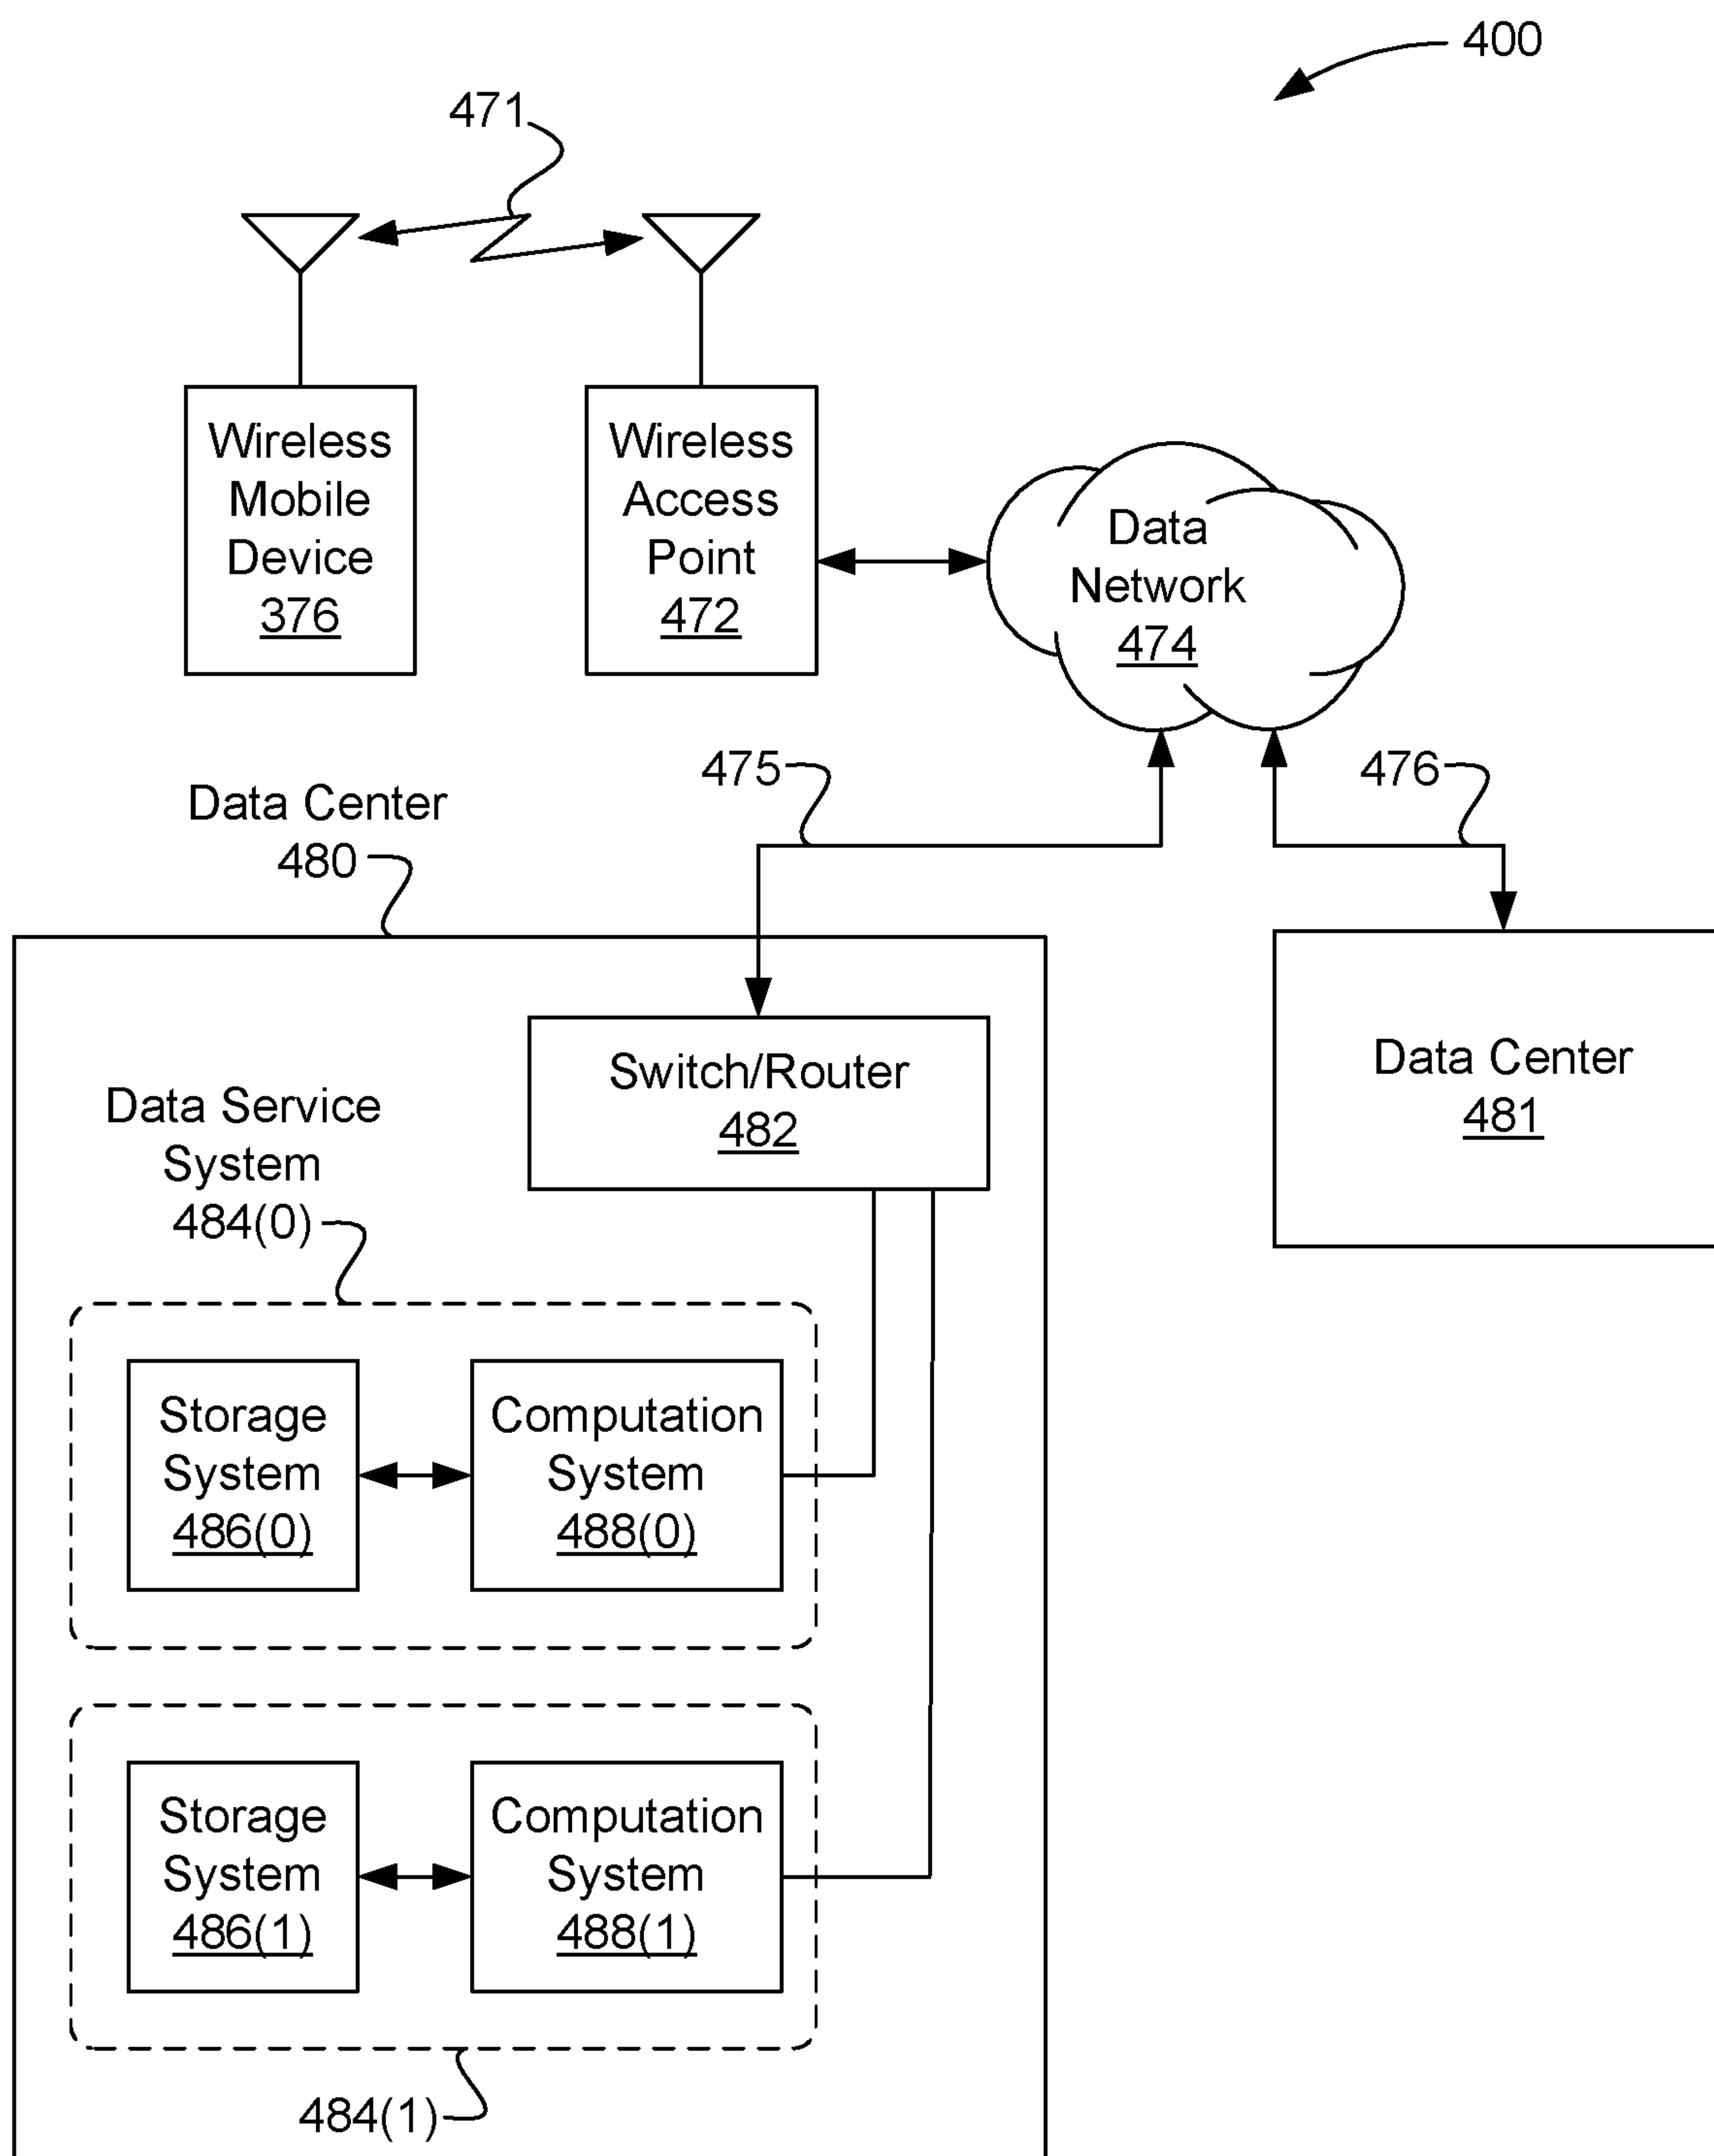 400
471
Wireless
Mobile
Device
376
Wireless
Access
Point
472
Data
Network
474
475
476
Data Center
480
Switch/Router
482
Data Center
481
Data Service
System
484(0)
Storage
System
486(0)
Computation
System
488(0)
Storage
System
486(1)
Computation
System
488(1)
484(1)